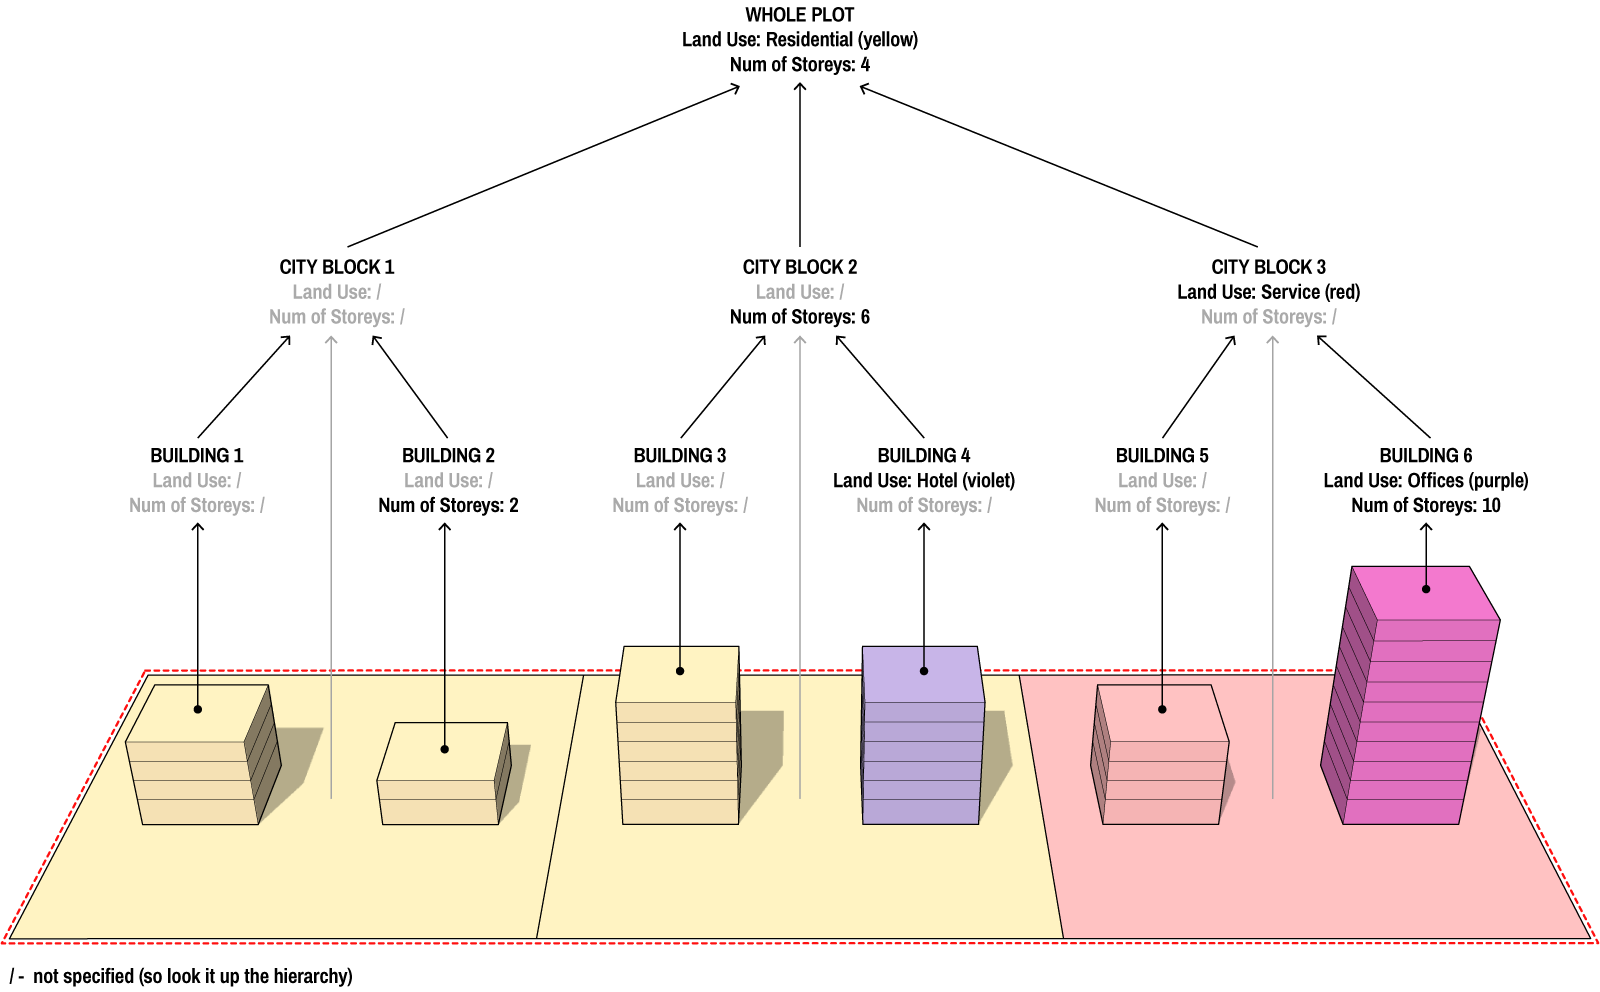 WHOLE PLOT
Land Use: Residential (yellow)
Num of Storeys: 4
CITY BLOCK 1
Land Use: /
Num of Storeys: /
CITY BLOCK 2
Land Use: /
Num of Storeys: 6
CITY BLOCK 3
Land Use: Service (red)
Num of Storeys: /
BUILDING 1
Land Use: /
Num of Storeys: /
BUILDING 2
Land Use: /
Num of Storeys: 2
BUILDING 3
Land Use: /
Num of Storeys: /
BUILDING 4
Land Use: Hotel (violet)
Num of Storeys: /
BUILDING 5
Land Use: /
Num of Storeys: /
BUILDING 6
Land Use: Offices (purple)
Num of Storeys: 10
/ - not specified (so look it up the hierarchy)